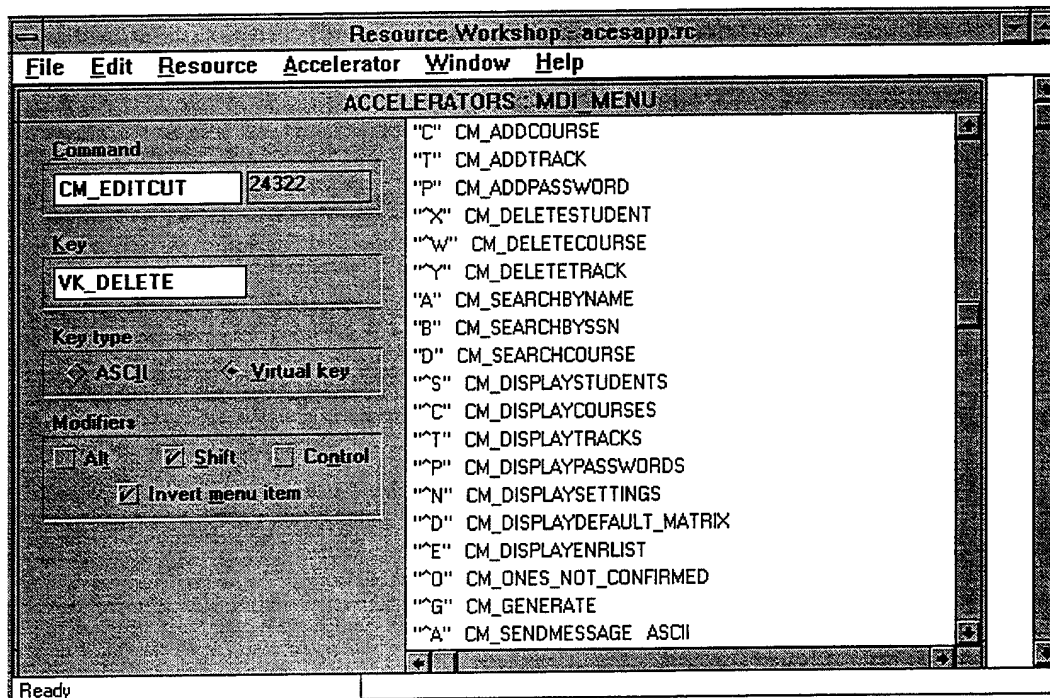 Resource Workshop - acesapp.rc
File Edit Resource Accelerator Window Help
ACCELERATORS : MDI_MENU
Command
CM_EDITCUT 24322
Key
VK_DELETE
Key type
ASCII Virtual key
Modifiers
Alt Shift Control
Invert menu item
"C" CM_ADDCOURSE
"T" CM_ADDTRACK
"P" CM_ADDPASSWORD
"^X" CM_DELETESTUDENT
"^W" CM_DELETECOURSE
"^Y" CM_DELETETRACK
"A" CM_SEARCHBYNAME
"B" CM_SEARCHBYSSN
"D" CM_SEARCHCOURSE
"^S" CM_DISPLAYSTUDENTS
"^C" CM_DISPLAYCOURSES
"^T" CM_DISPLAYTRACKS
"^P" CM_DISPLAYPASSWORDS
"^N" CM_DISPLAYSETTINGS
"^D" CM_DISPLAYDEFAULT_MATRIX
"^E" CM_DISPLAYENRLIST
"^O" CM_ONES_NOT_CONFIRMED
"^G" CM_GENERATE
"^A" CM_SENDMESSAGE ASCII
Ready